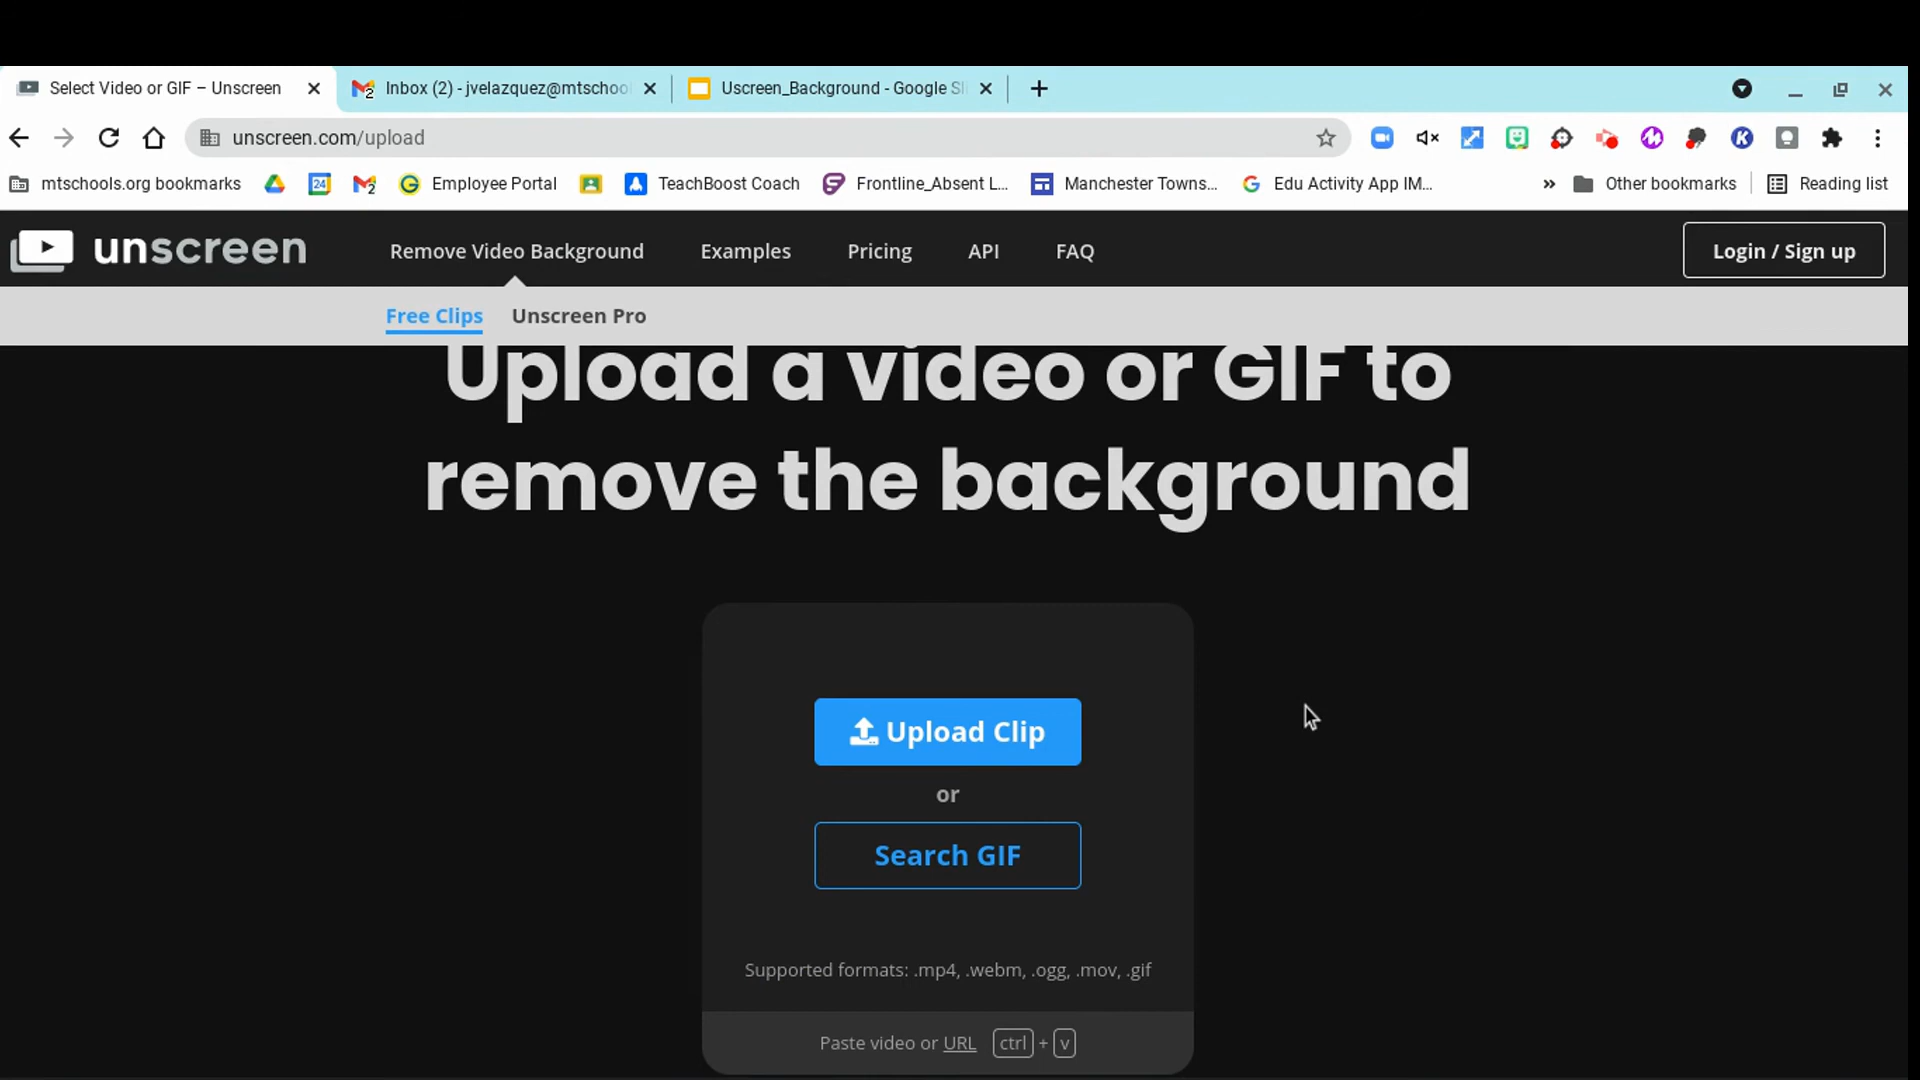 Select Video or GIF – Unscreen
Inbox (2) - jvelazquez@mtschool
Uscreen_Background - Google Sli
unscreen.com/upload
mtschools.org bookmarks
Employee Portal
TeachBoost Coach
Frontline_Absent L...
Manchester Towns...
Edu Activity App IM...
»
Other bookmarks
Reading list
unscreen
Remove Video Background
Examples
Pricing
API
FAQ
Login / Sign up
Free Clips
Unscreen Pro
Upload a video or GIF to
remove the background
Upload Clip
or
Search GIF
Supported formats: .mp4, .webm, .ogg, .mov, .gif
Paste video or URL ctrl + v